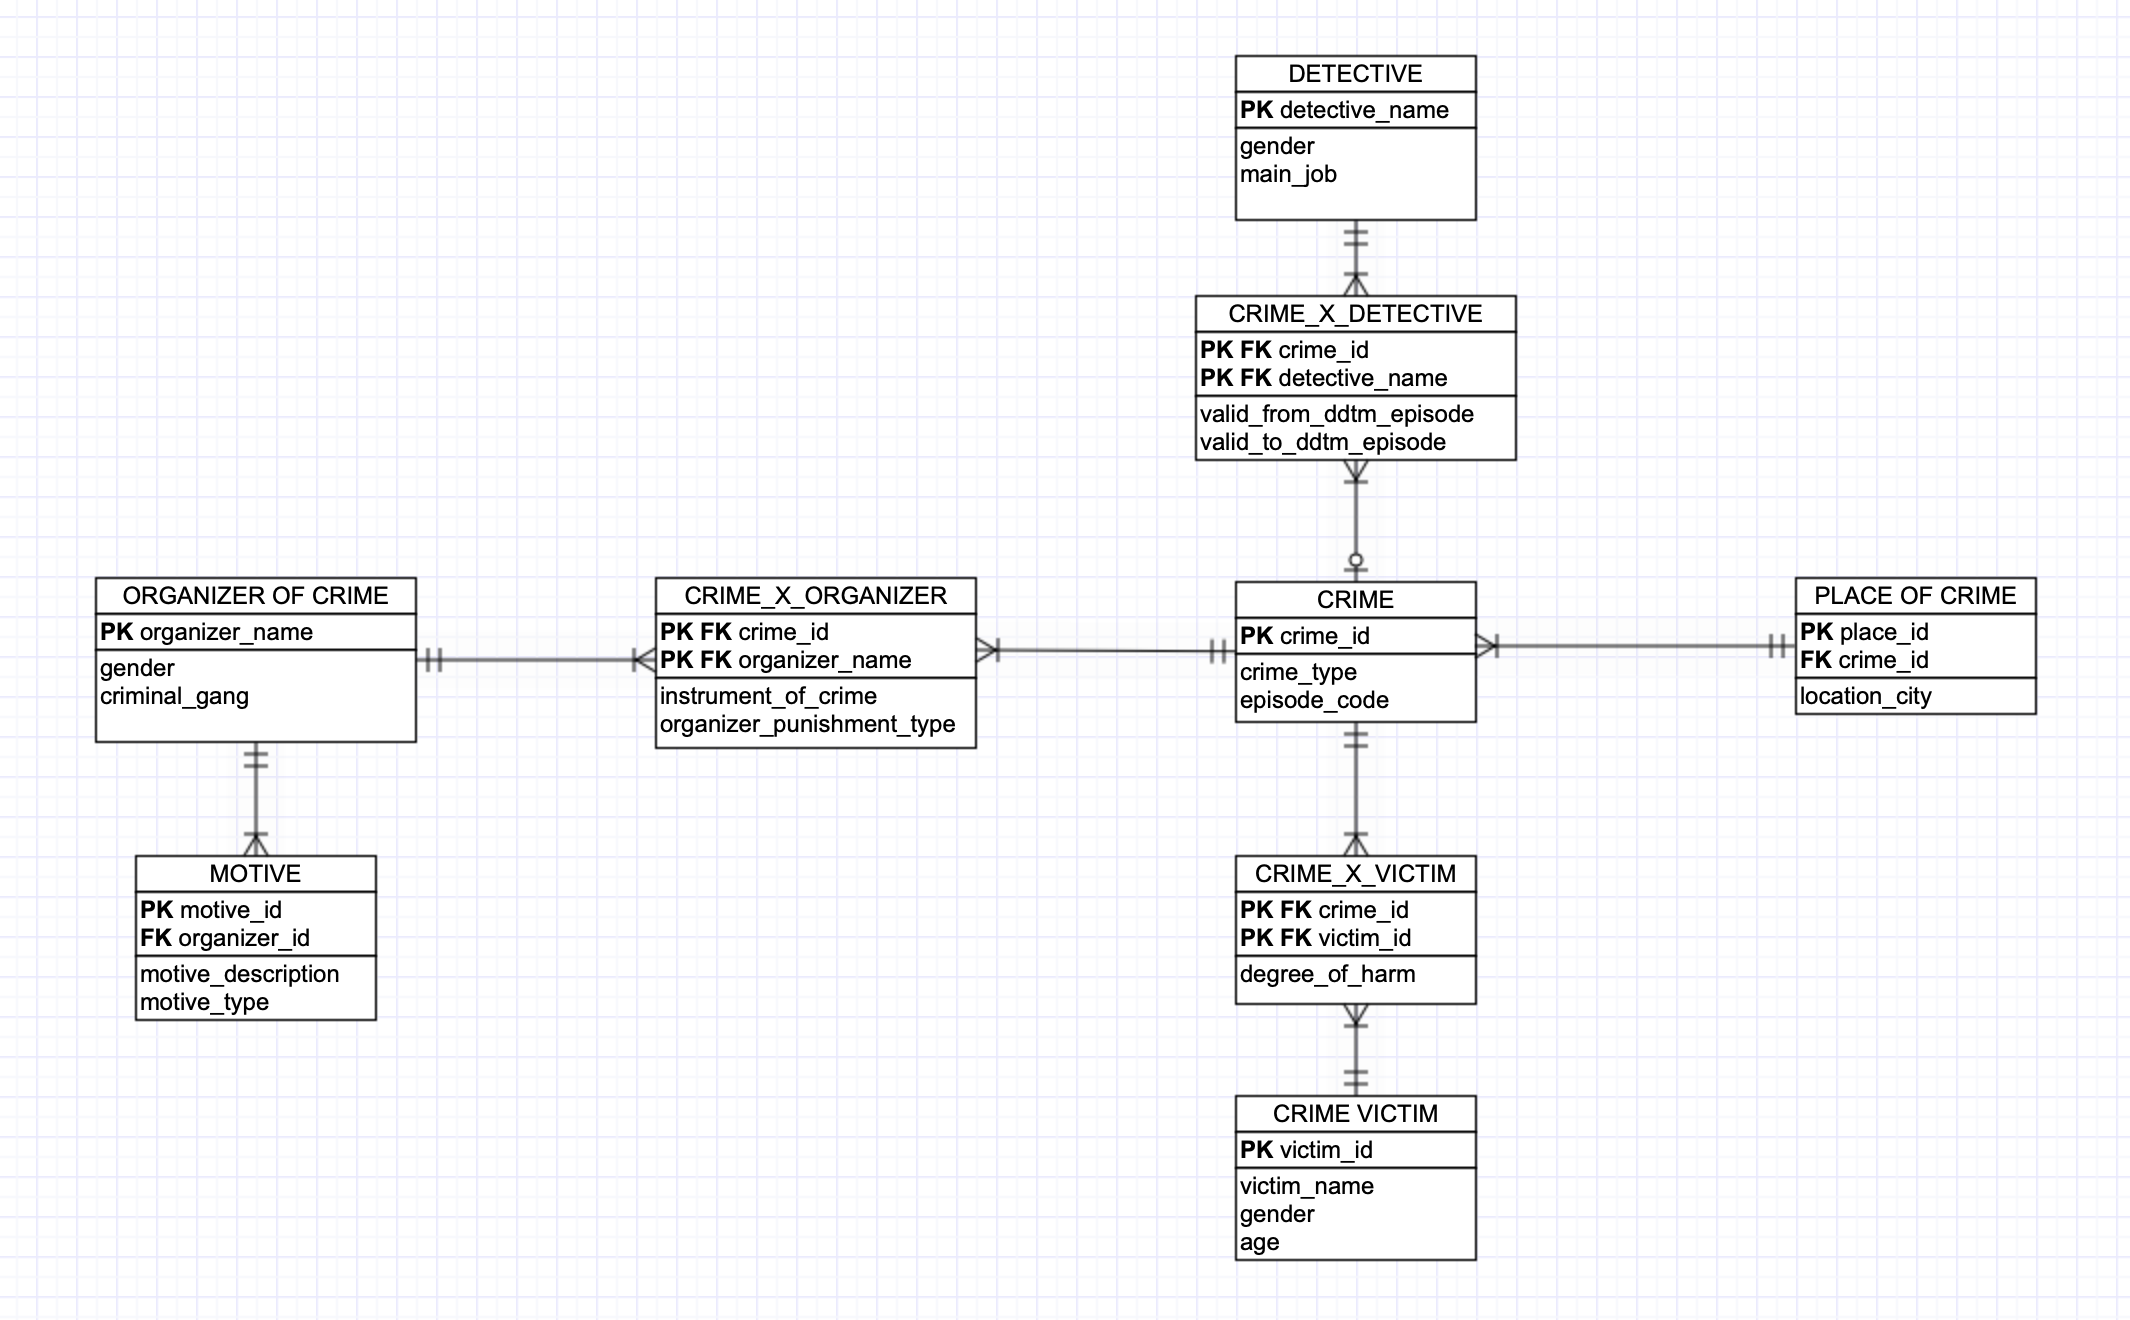 DETECTIVE
PK detective_name
gender
main_job
CRIME_X_DETECTIVE
PK FK crime_id
PK FK detective_name
valid_from_ddtm_episode
valid_to_ddtm_episode
ORGANIZER OF CRIME
PK organizer_name
gender
criminal_gang
CRIME_X_ORGANIZER
PK FK crime_id
PK FK organizer_name
instrument_of_crime
organizer_punishment_type
CRIME
PK crime_id
crime_type
episode_code
PLACE OF CRIME
PK place_id
FK crime_id
location_city
MOTIVE
PK motive_id
FK organizer_id
motive_description
motive_type
CRIME_X_VICTIM
PK FK crime_id
PK FK victim_id
degree_of_harm
CRIME VICTIM
PK victim_id
victim_name
gender
age